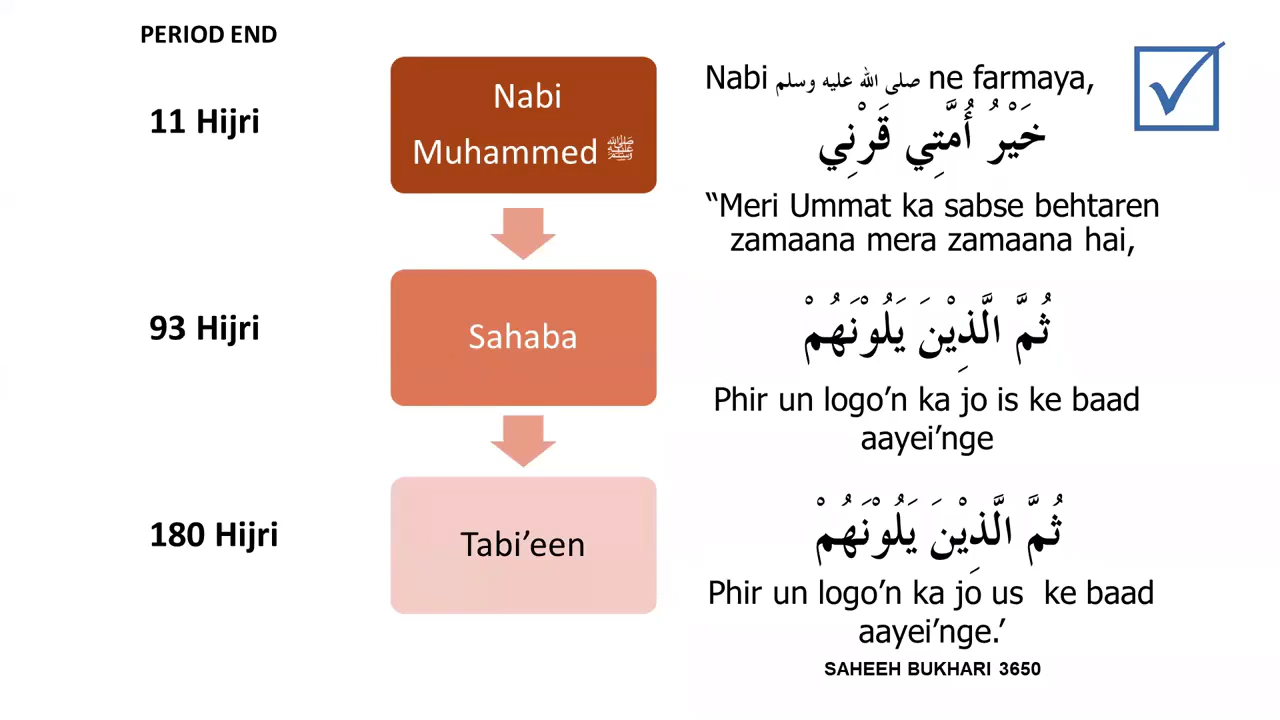 PERIOD END
11 Hijri
Nabi
Muhammed ﷺ
Nabi صلى الله عليه وسلم ne farmaya,
خَيْرُ أُمَّتِي قَرْنِي
“Meri Ummat ka sabse behtaren
zamaana mera zamaana hai,
93 Hijri
Sahaba
ثُمَّ الَّذِيْنَ يَلُوْنَهُمْ
Phir un logo’n ka jo is ke baad
aayei’nge
180 Hijri
Tabi’een
ثُمَّ الَّذِيْنَ يَلُوْنَهُمْ
Phir un logo’n ka jo us  ke baad
aayei’nge.’
SAHEEH BUKHARI 3650